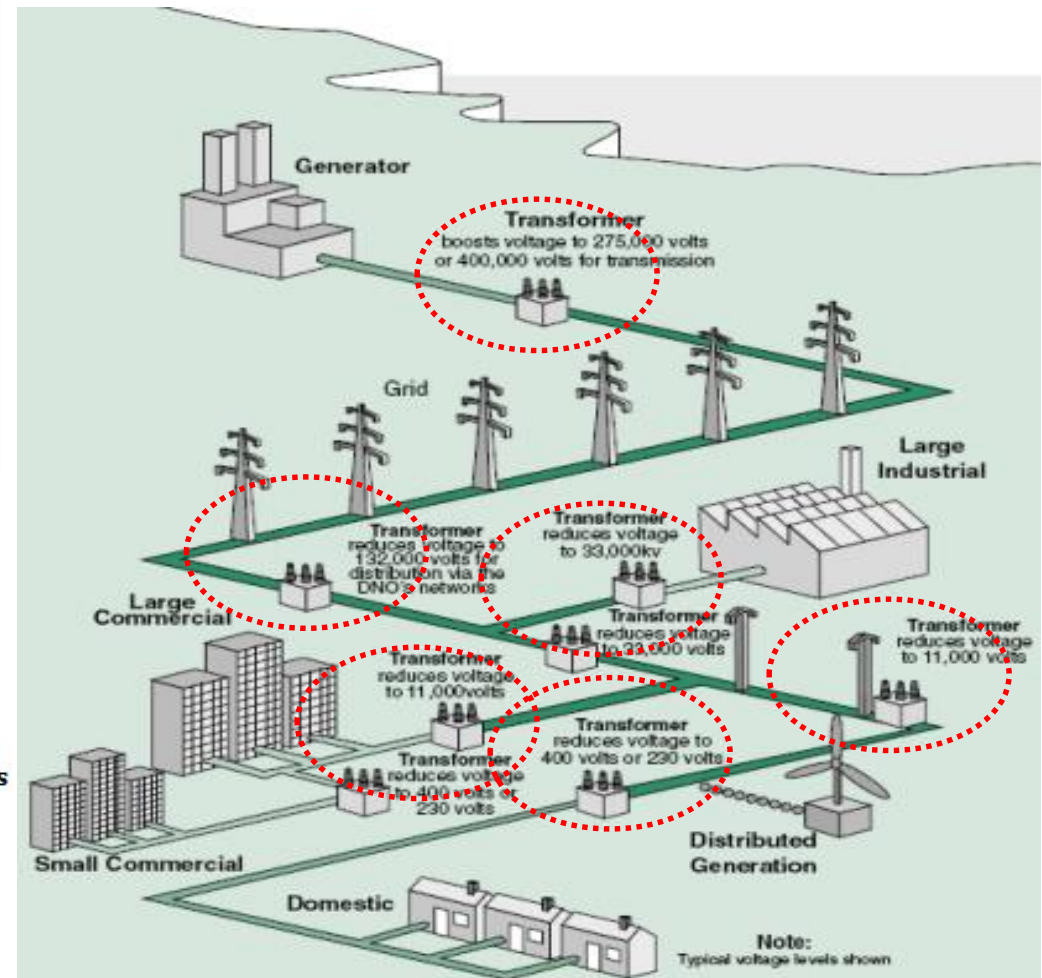 Generator
Transformer
boosts voltage to 275,000 volts
or 400,000 volts for transmission
Grid
Large
Industrial
Transformer
reduces voltage to
132,000 volts for
distribution via the
DNO's networks
Transformer
reduces voltage
to 33,000kv
Large
Commercial
Transformer
reduces voltage
to 33,000 volts
Transformer
reduces voltage
to 11,000 volts
Transformer
reduces voltage
to 11,000volts
Transformer
reduces voltage to
400 volts or 230 volts
Transformer
reduces voltage
to 400 volts or
230 volts
s
Small Commercial
Distributed
Generation
Domestic
Note:
Typical voltage levels shown